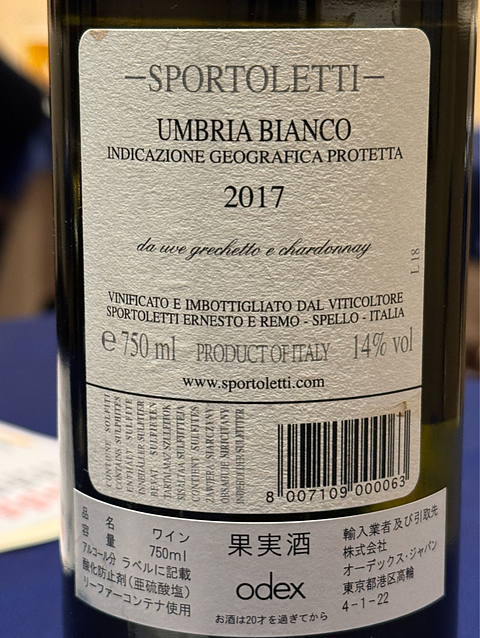 SPORTOLETTI
UMBRIA BIANCO
INDICAZIONE GEOGRAFICA PROTETTA
2017
da uve grechetto e chardonnay
L 18
VINIFICATO E IMBOTTIGLIATO DAL VITICOLTORE
SPORTOLETTI ERNESTO E REMO - SPELLO - ITALIA
e 750 ml PRODUCT OF ITALY 14% vol
www.sportoletti.com
CONTIENE SOLFITI
CONTAINS SULPHITES
ENTHÄLT SULFITE
8 007109 000063
品名 ワイン
容量 750ml
アルコール分 ラベルに記載
酸化防止剤(亜硫酸塩)
リーファーコンテナ使用
果実酒
odex
お酒は20才を過ぎてから
輸入業者及び引取先
株式会社
オーデックス・ジャパン
東京都港区高輪
4-1-22